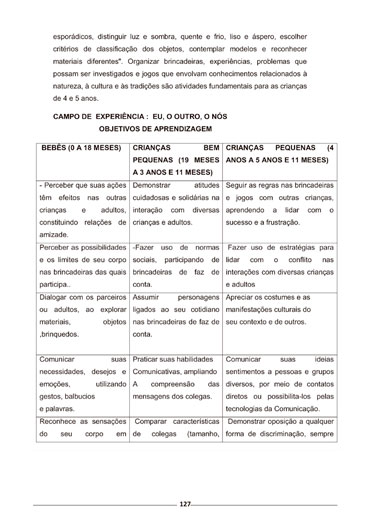 esporádicos, distinguir luz e sombra, quente e frio, liso e áspero, escolher
critérios de classificação dos objetos, contemplar modelos e reconhecer
materiais diferentes". Organizar brincadeiras, experiências, problemas que
possam ser investigados e jogos que envolvam conhecimentos relacionados à
natureza, à cultura e às tradições são atividades fundamentais para as crianças
de 4 e 5 anos.
CAMPO DE EXPERIÊNCIA : EU, O OUTRO, O NÓS
OBJETIVOS DE APRENDIZAGEM
BEBÊS (0 A 18 MESES)
CRIANÇAS BEM
PEQUENAS (19 MESES
A 3 ANOS E 11 MESES)
CRIANÇAS PEQUENAS (4
ANOS A 5 ANOS E 11 MESES)
- Perceber que suas ações
têm efeitos nas outras
crianças e adultos,
constituindo relações de
amizade.
Demonstrar atitudes
cuidadosas e solidárias na
interação com diversas
crianças e adultos.
Seguir as regras nas brincadeiras
e jogos com outras crianças,
aprendendo a lidar com o
sucesso e a frustração.
Perceber as possibilidades
e os limites de seu corpo
nas brincadeiras das quais
participa..
-Fazer uso de normas
sociais, participando de
brincadeiras de faz de
conta.
Fazer uso de estratégias para
lidar com o conflito nas
interações com diversas crianças
e adultos
Dialogar com os parceiros
ou adultos, ao explorar
materiais, objetos
,brinquedos.
Assumir personagens
ligados ao seu cotidiano
nas brincadeiras de faz de
conta.
Apreciar os costumes e as
manifestações culturais do
seu contexto e de outros.
Comunicar suas
necessidades, desejos e
emoções, utilizando
gestos, balbucios
e palavras.
Praticar suas habilidades
Comunicativas, ampliando
A compreensão das
mensagens dos colegas.
Comunicar suas ideias
sentimentos a pessoas e grupos
diversos, por meio de contatos
diretos ou possibilita-los pelas
tecnologias da Comunicação.
Reconhece as sensações
do seu corpo em
Comparar características
de colegas (tamanho,
Demonstrar oposição a qualquer
forma de discriminação, sempre
127